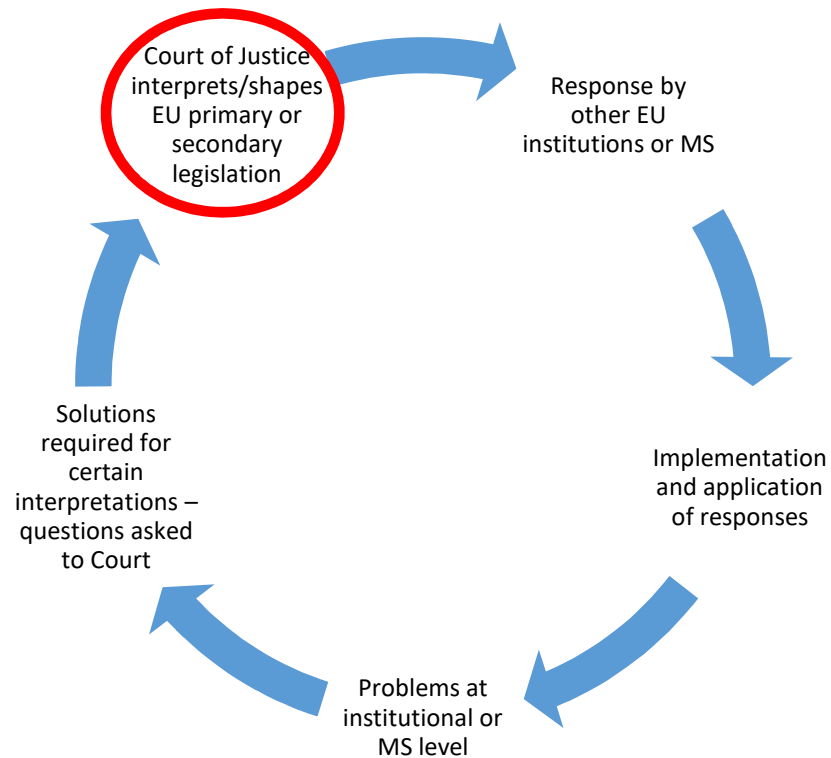 Court of Justice
interprets/shapes
EU primary or
secondary
legislation
Response by
other EU
institutions or MS
Implementation
and application
of responses
Problems at
institutional or
MS level
Solutions
required for
certain
interpretations –
questions asked
to Court